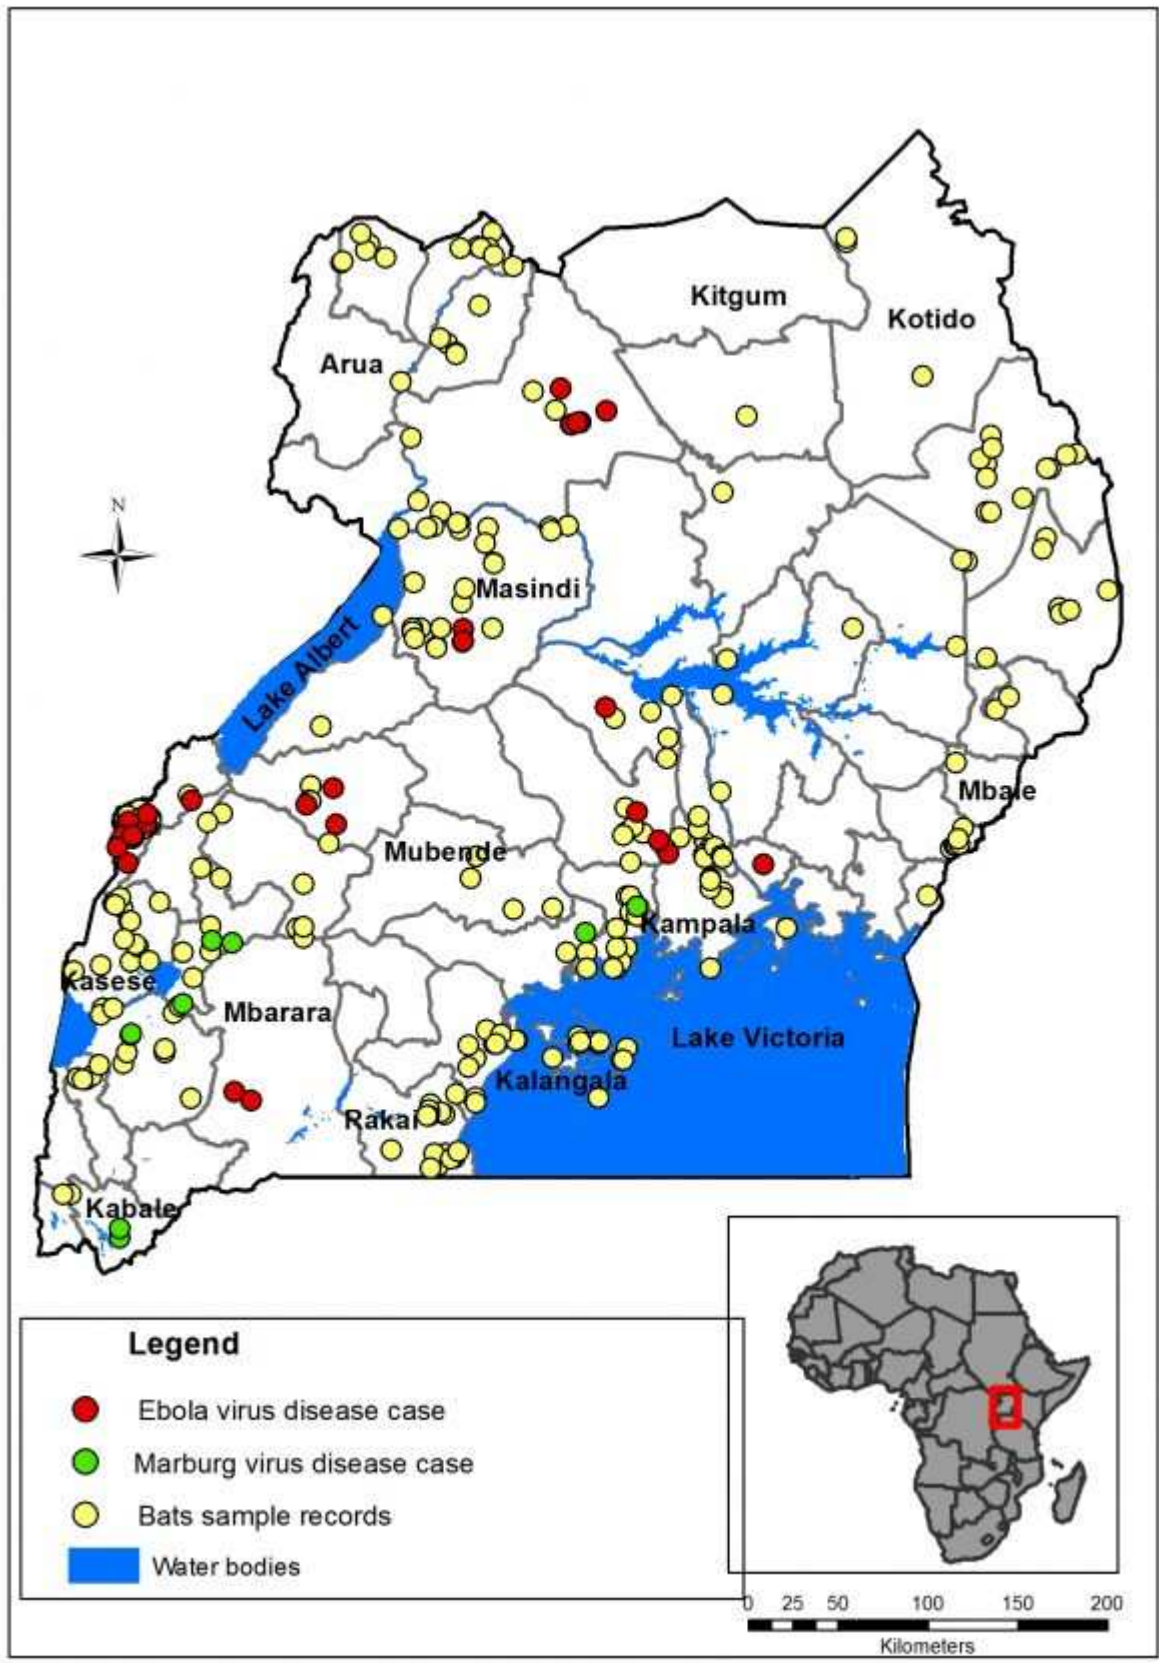 Kitgum
Kotido
Arua
N
Masindi
Lake Albert
Mbale
Mubende
Kampala
Kasese
Mbarara
Lake Victoria
Kalangala
Rakai
Kabale
Legend
Ebola virus disease case
Marburg virus disease case
Bats sample records
Water bodies
0 25 50 100 150 200
Kilometers